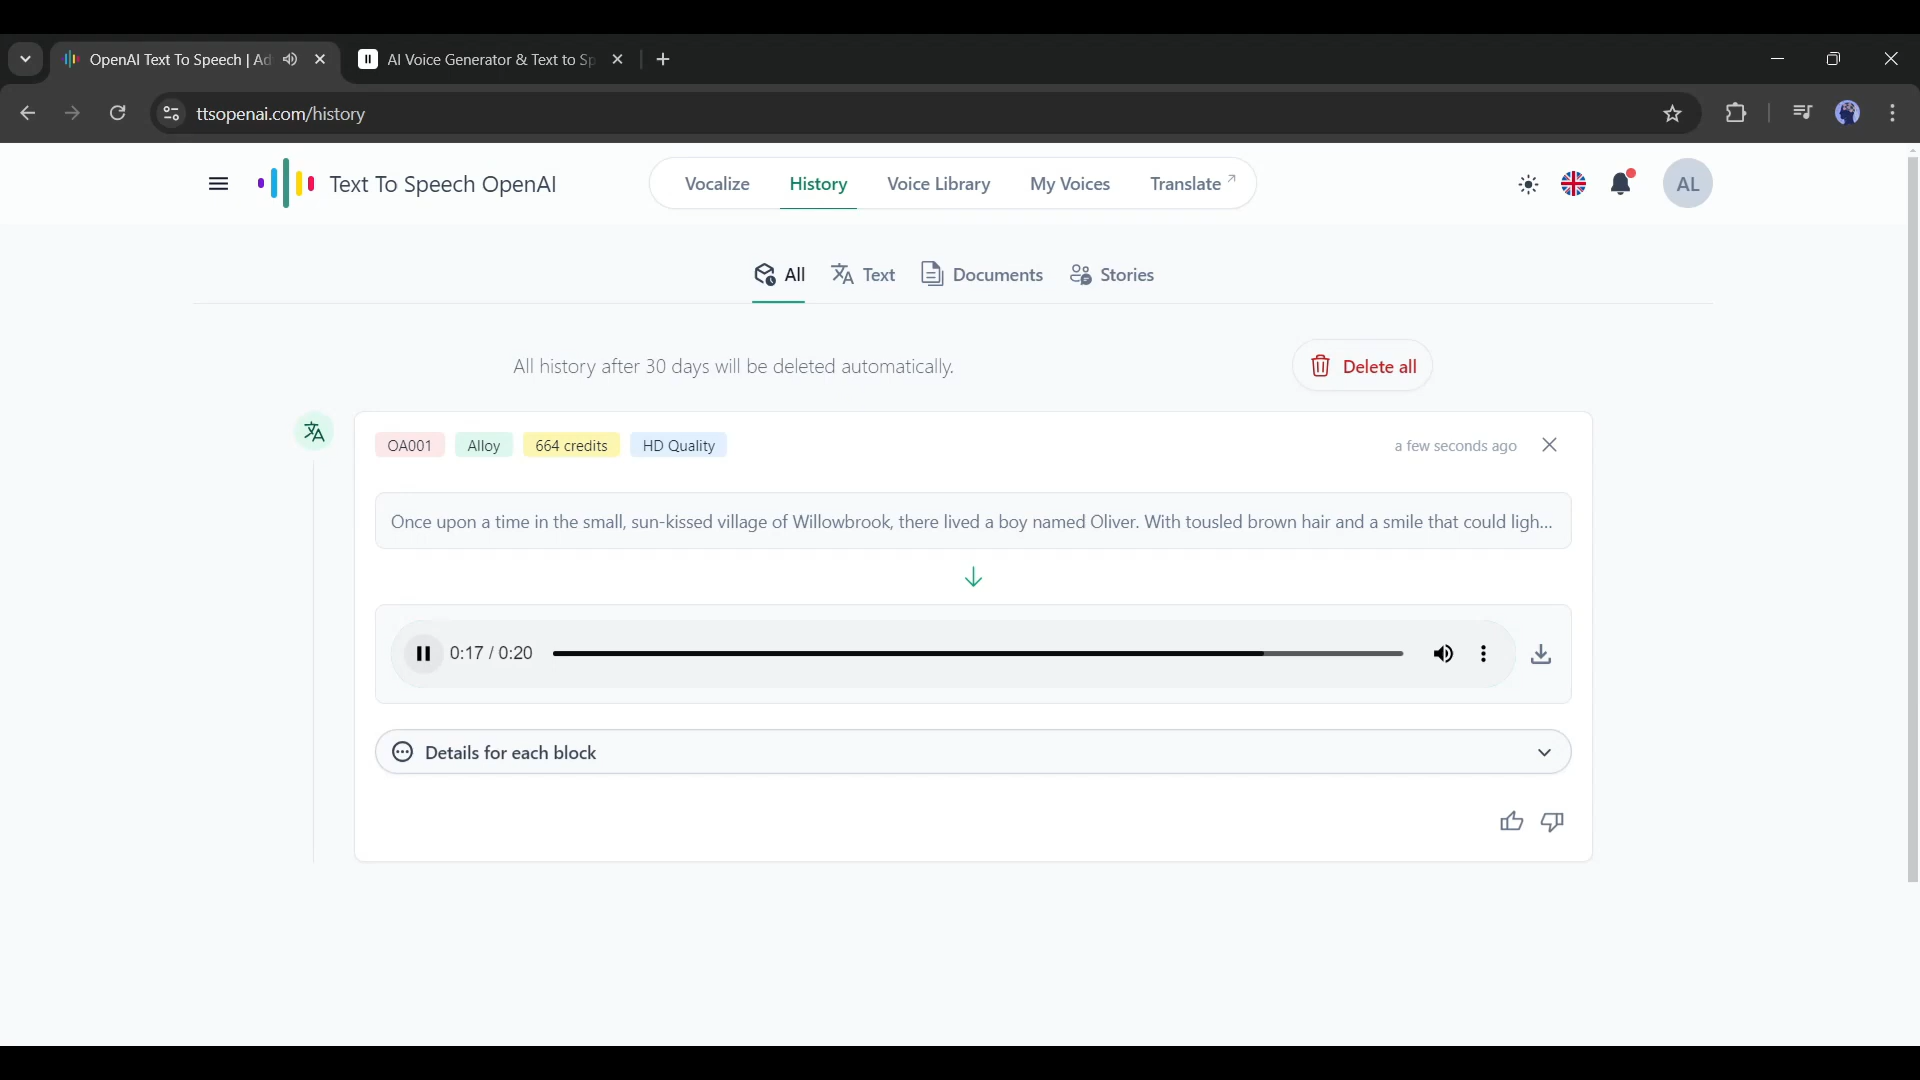 OpenAI Text To Speech | Ad
AI Voice Generator & Text to Sp
ttsopenai.com/history
Text To Speech OpenAI
Vocalize
History
Voice Library
My Voices
Translate
AL
All
Text
Documents
Stories
All history after 30 days will be deleted automatically.
Delete all
OA001
Alloy
664 credits
HD Quality
a few seconds ago
Once upon a time in the small, sun-kissed village of Willowbrook, there lived a boy named Oliver. With tousled brown hair and a smile that could ligh...
0:17 / 0:20
Details for each block